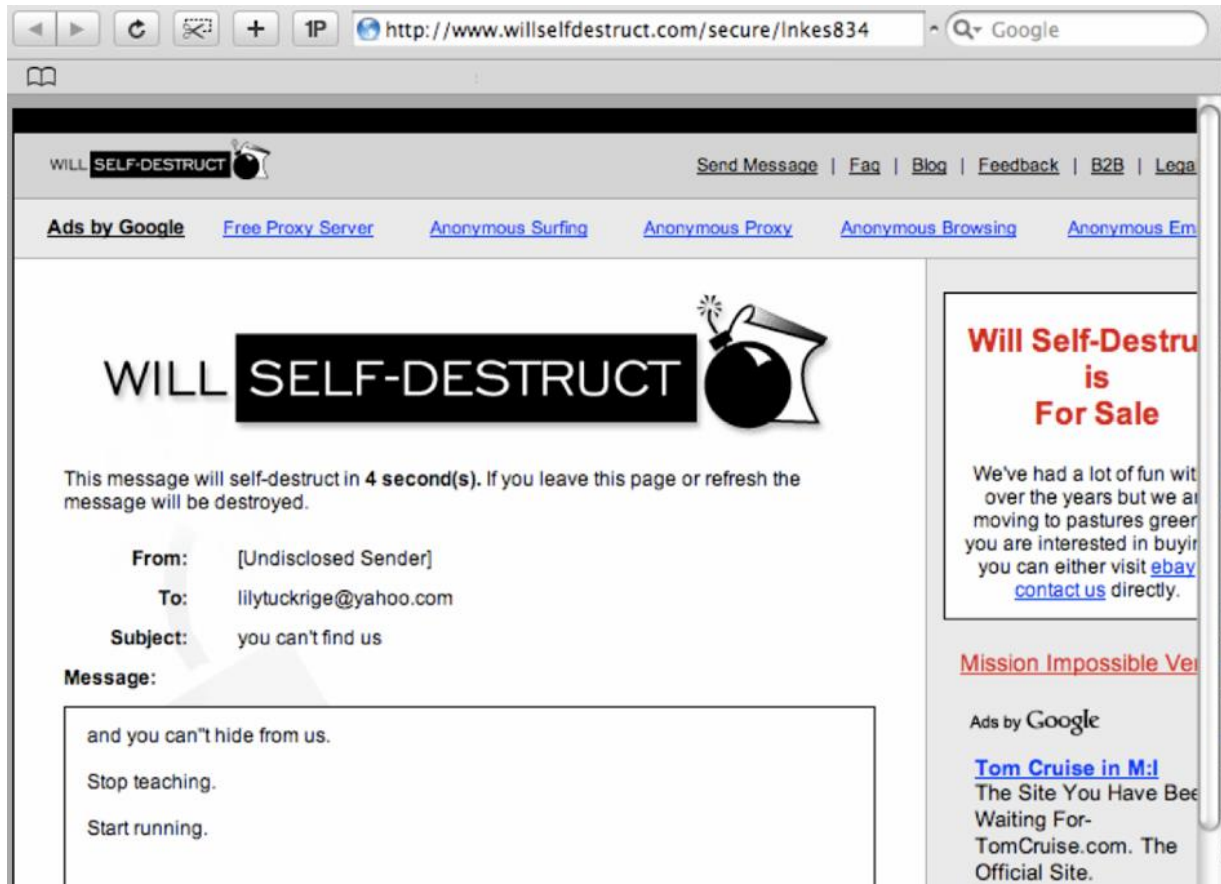 1P
http://www.willselfdestruct.com/secure/lnkes834
Google
WILL SELF-DESTRUCT
Send Message | Faq | Blog | Feedback | B2B | Lega
Ads by Google Free Proxy Server Anonymous Surfing Anonymous Proxy Anonymous Browsing Anonymous Em
WILL SELF-DESTRUCT
This message will self-destruct in 4 second(s). If you leave this page or refresh the
message will be destroyed.
From: [Undisclosed Sender]
To: lilytuckrige@yahoo.com
Subject: you can't find us
Message:
and you can"t hide from us.
Stop teaching.
Start running.
Will Self-Destru
is
For Sale
We've had a lot of fun wit
over the years but we ar
moving to pastures green
you are interested in buyin
you can either visit ebay
contact us directly.
Mission Impossible Ver
Ads by Google
Tom Cruise in M:I
The Site You Have Bee
Waiting For-
TomCruise.com. The
Official Site.